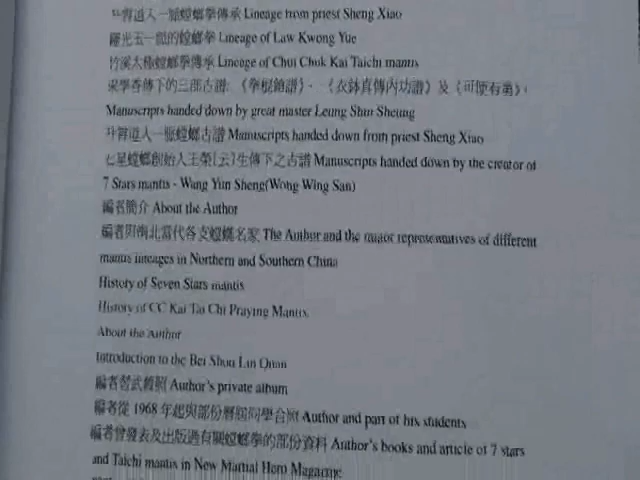 升霄道人一脈螳螂拳傳承 Lineage from priest Sheng Xiao
羅光玉一脈的螳螂拳 Lineage of Law Kwong Yue
竹溪太極螳螂拳傳承 Lineage of Chui Chuk Kai Taichi mantis
梁學香傳下的三部古譜:《拳棍鎗譜》、《衣鉢真傳內功譜》及《可使有勇》,
Manuscripts handed down by great master Leung Shur Sheung
升霄道人一脈螳螂古譜 Manuscripts handed down from priest Sheng Xiao
七星螳螂創始人王榮(云)生傳下之古譜 Manuscripts handed down by the creator of
7 Stars mantis - Wang Yun Sheng(Wong Wing San)
編者簡介 About the Author
編者與南北當代各支螳螂名家 The Author and the major representatives of different
mantis lineages in Northern and Southern China
History of Seven Stars mantis
History of CC Kai Tai Chi Praying Mantis
About the Author
Introduction to the Bei Shou Lin Quan
編者習武輯照 Author's private album
編者從 1968 年起與部份曆屆同學合照 Author and part of his students
編者曾發表及出版過有關螳螂拳的部份資料 Author's books and article of 7 stars
and Taichi mantis in New Martial Hero Magazine